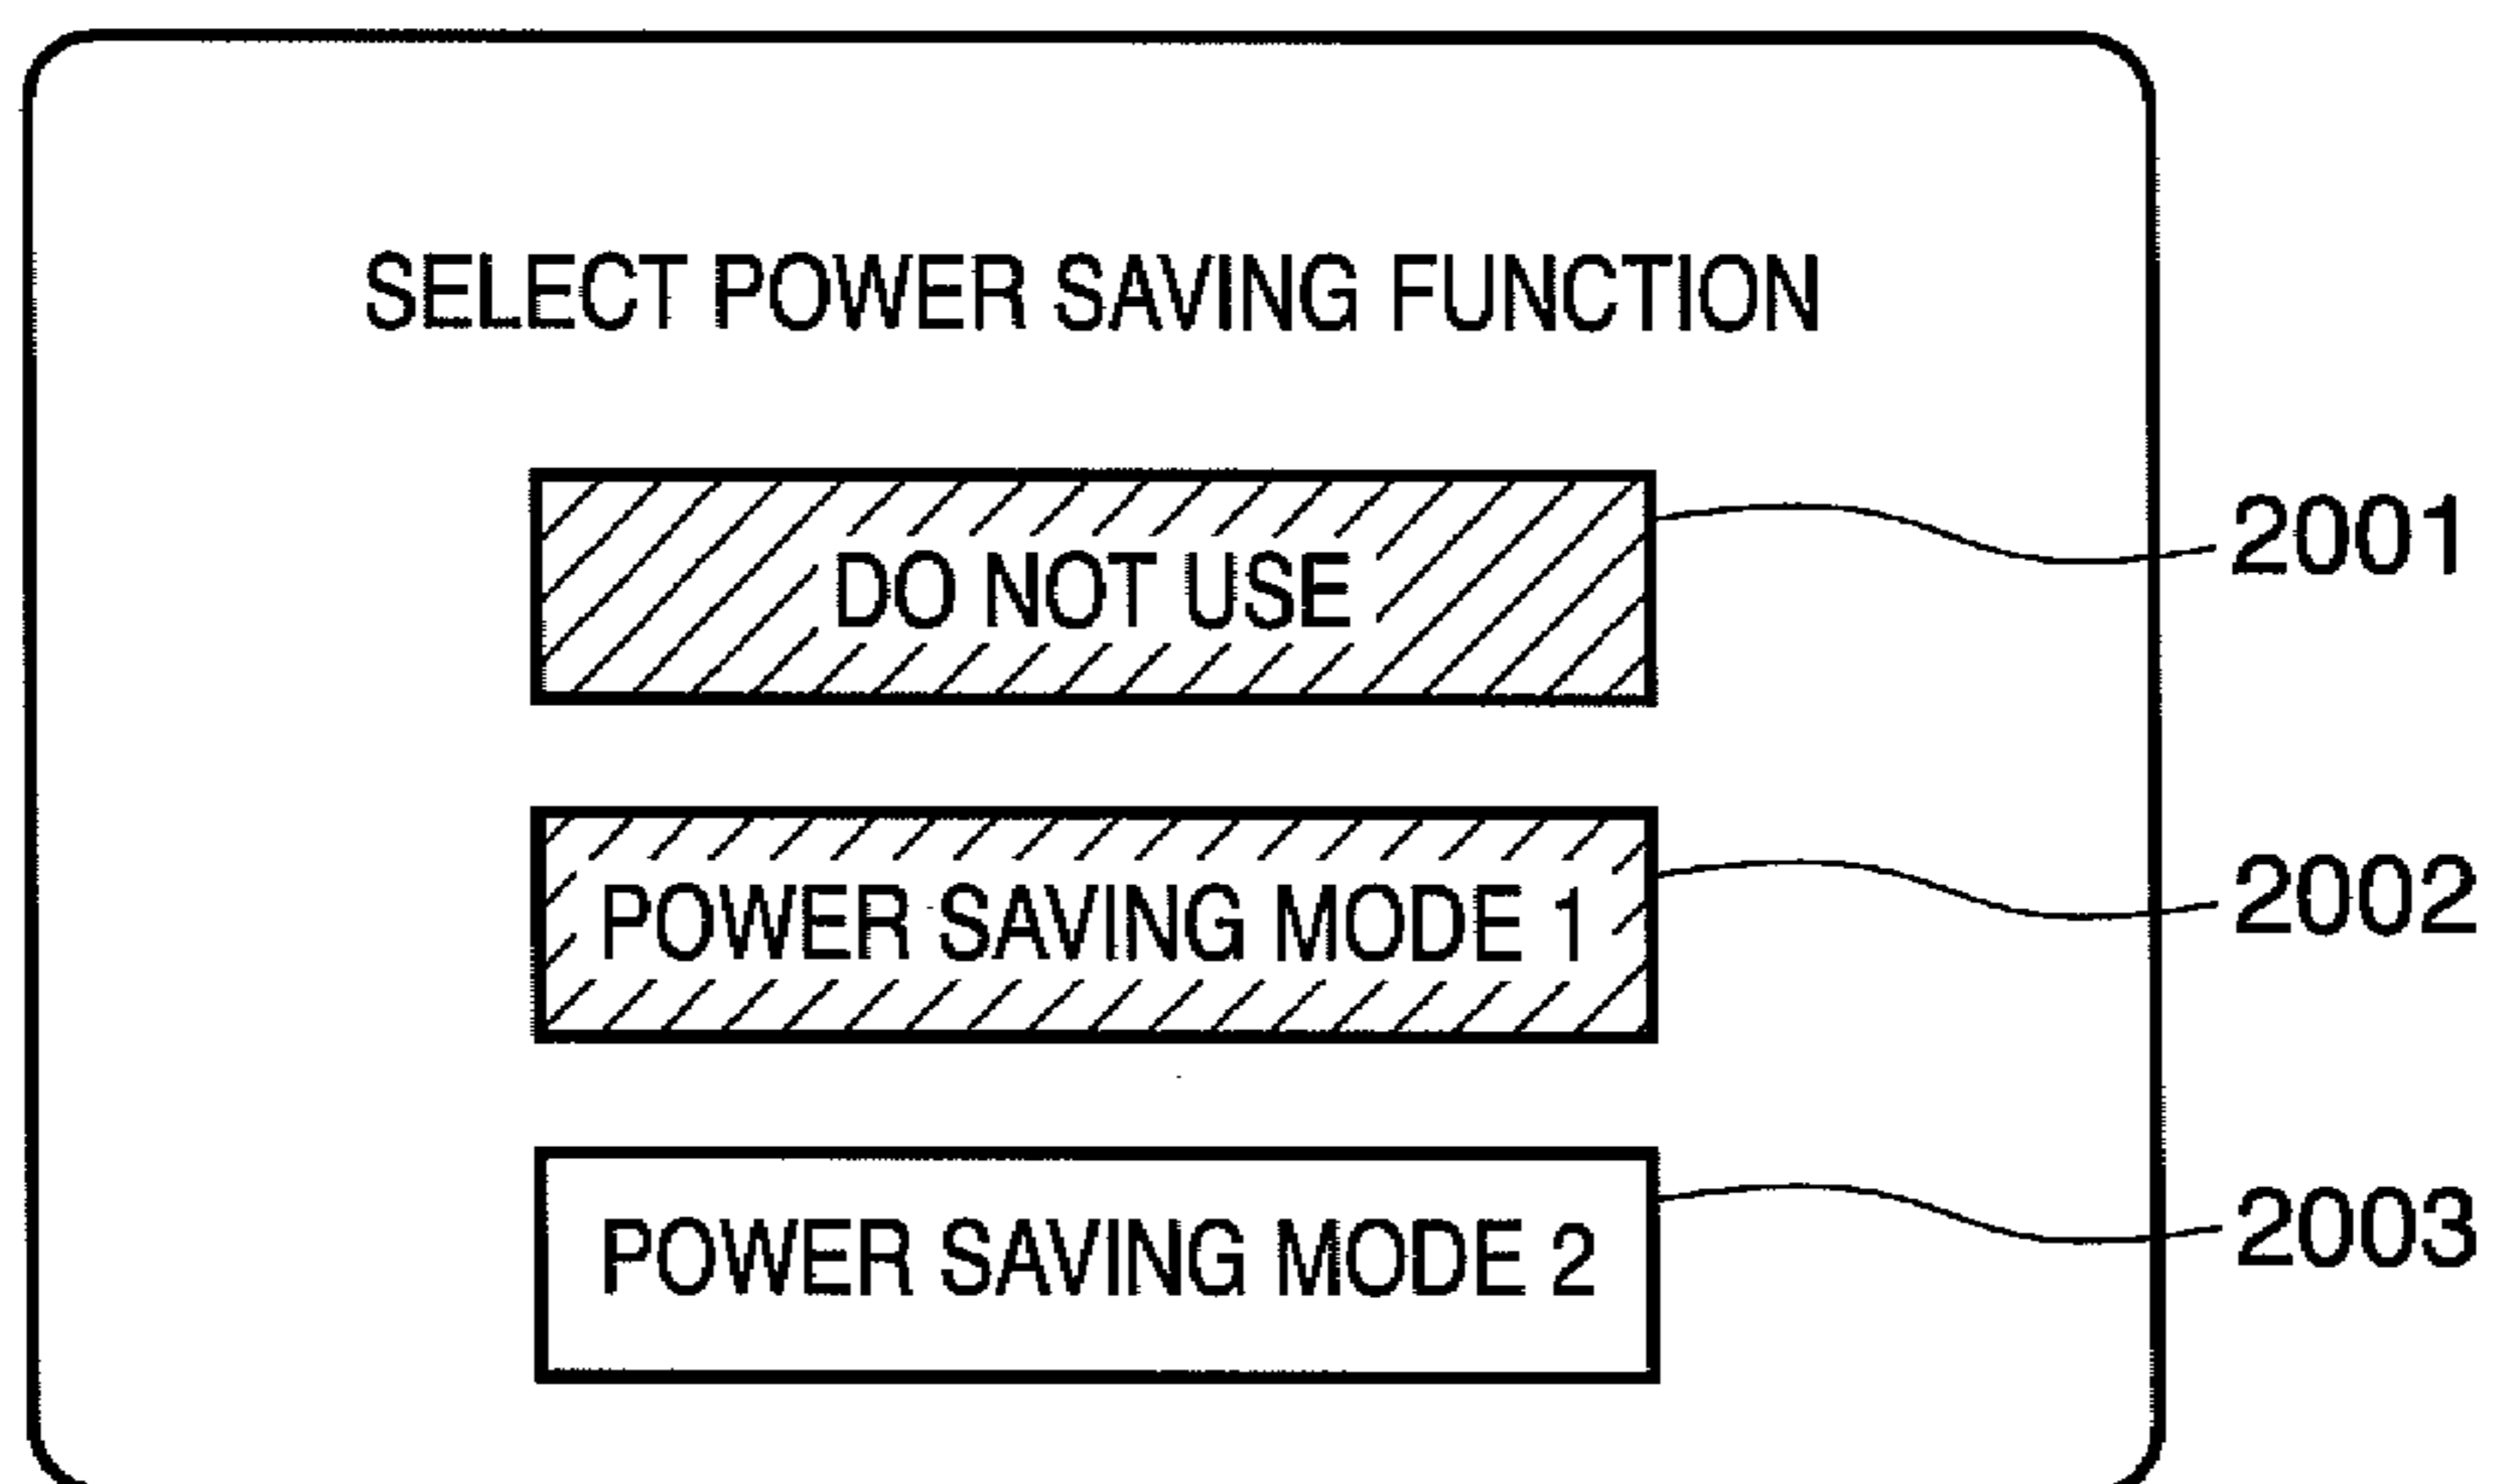 SELECT POWER SAVING FUNCTION
DO NOT USE
2001
POWER SAVING MODE 1
2002
POWER SAVING MODE 2
2003